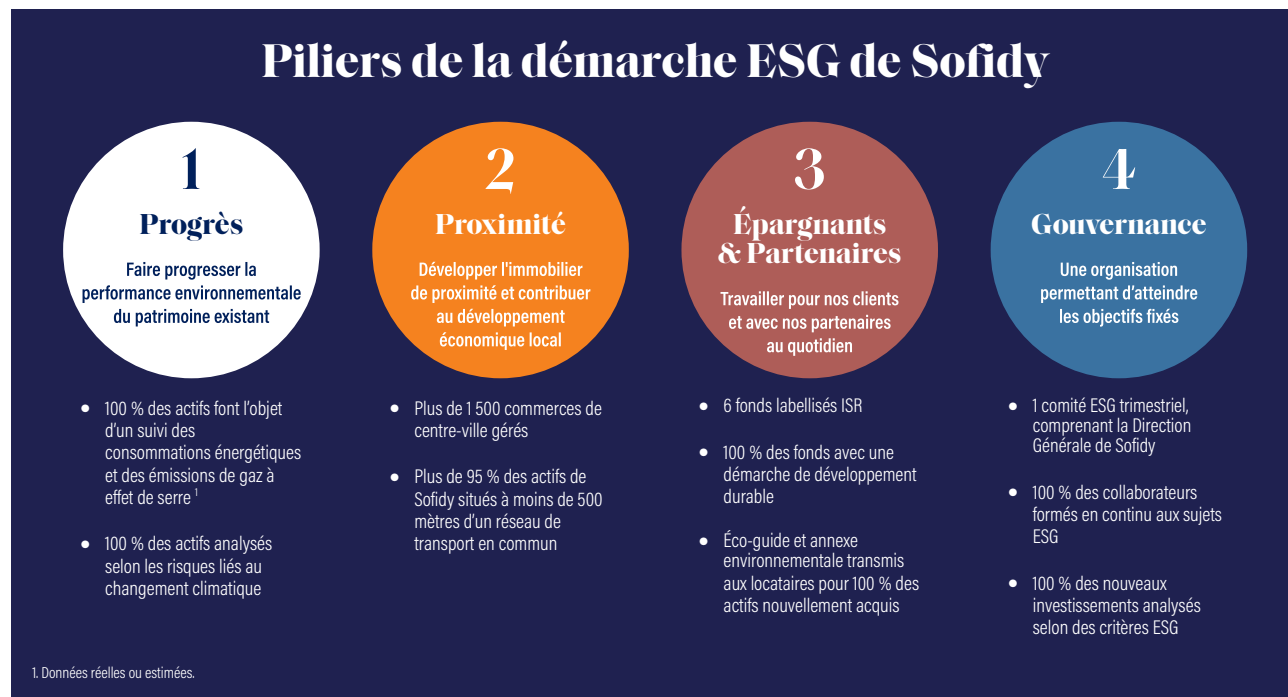 Piliers de la démarche ESG de Sofidy
1
Progrès
Faire progresser la
performance environnementale
du patrimoine existant
• 100 % des actifs font l'objet
d'un suivi des
consommations énergétiques
et des émissions de gaz à
effet de serre 1
• 100 % des actifs analysés
selon les risques liés au
changement climatique
2
Proximité
Développer l'immobilier
de proximité et contribuer
au développement
économique local
• Plus de 1 500 commerces de
centre-ville gérés
• Plus de 95 % des actifs de
Sofidy situés à moins de 500
mètres d'un réseau de
transport en commun
3
Épargnants
& Partenaires
Travailler pour nos clients
et avec nos partenaires
au quotidien
• 6 fonds labellisés ISR
• 100 % des fonds avec une
démarche de développement
durable
• Éco-guide et annexe
environnementale transmis
aux locataires pour 100 % des
actifs nouvellement acquis
4
Gouvernance
Une organisation
permettant d'atteindre
les objectifs fixés
• 1 comité ESG trimestriel,
comprenant la Direction
Générale de Sofidy
• 100 % des collaborateurs
formés en continu aux sujets
ESG
• 100 % des nouveaux
investissements analysés
selon des critères ESG
1. Données réelles ou estimées.